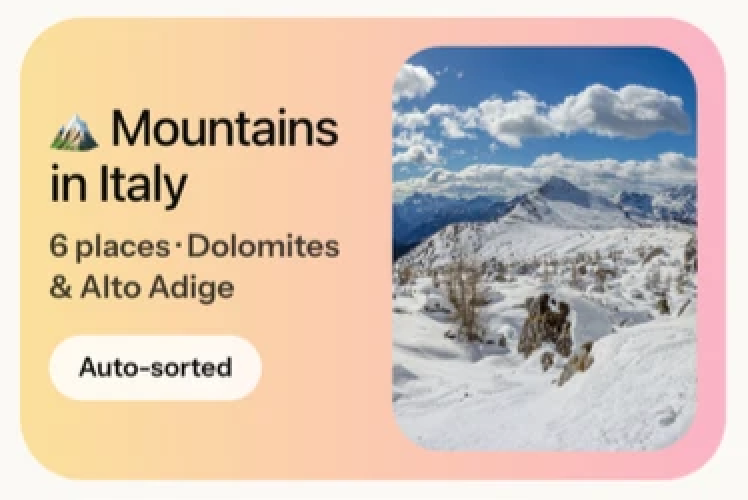 ⛰️ Mountains
in Italy
6 places · Dolomites
& Alto Adige
Auto-sorted